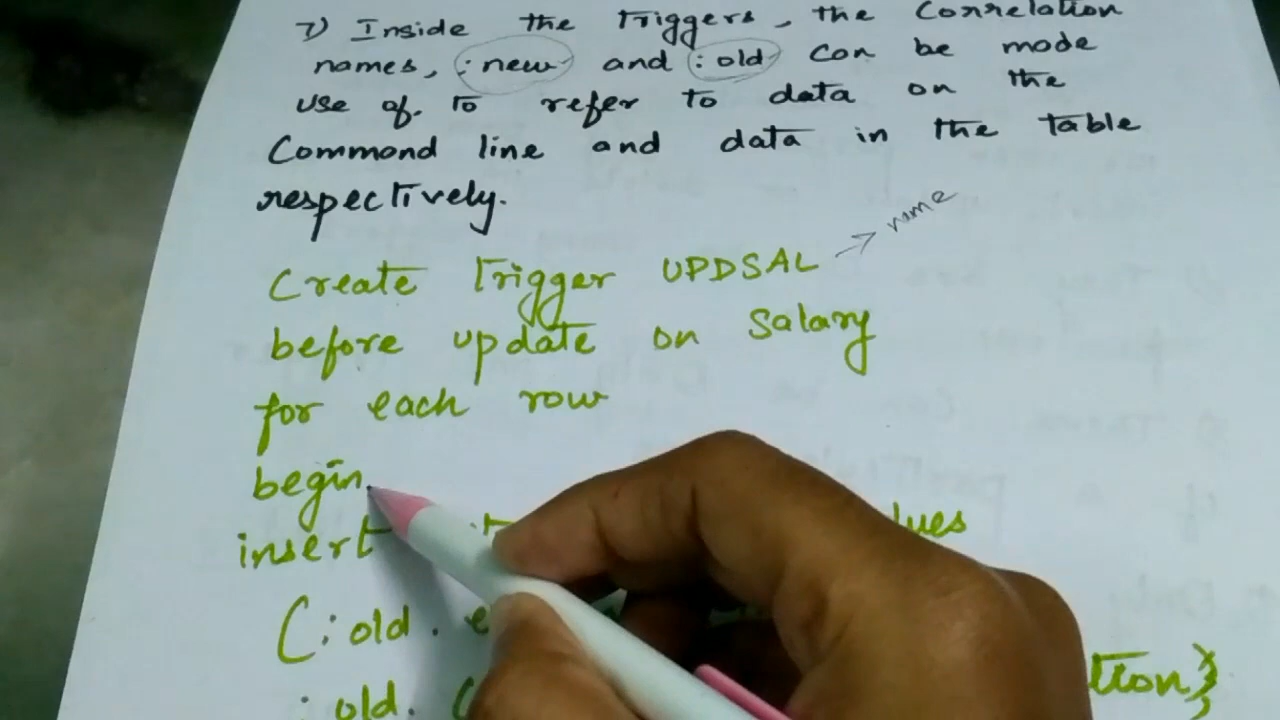 7) Inside the Triggers, the Correlation
names, :new and :old can be mode
use of. to refer to data on the
Commond line and data in the table
respectively.
name
Create Trigger UPDSAL
before update on Salary
for each row
begin
insert
(:old.
:old.